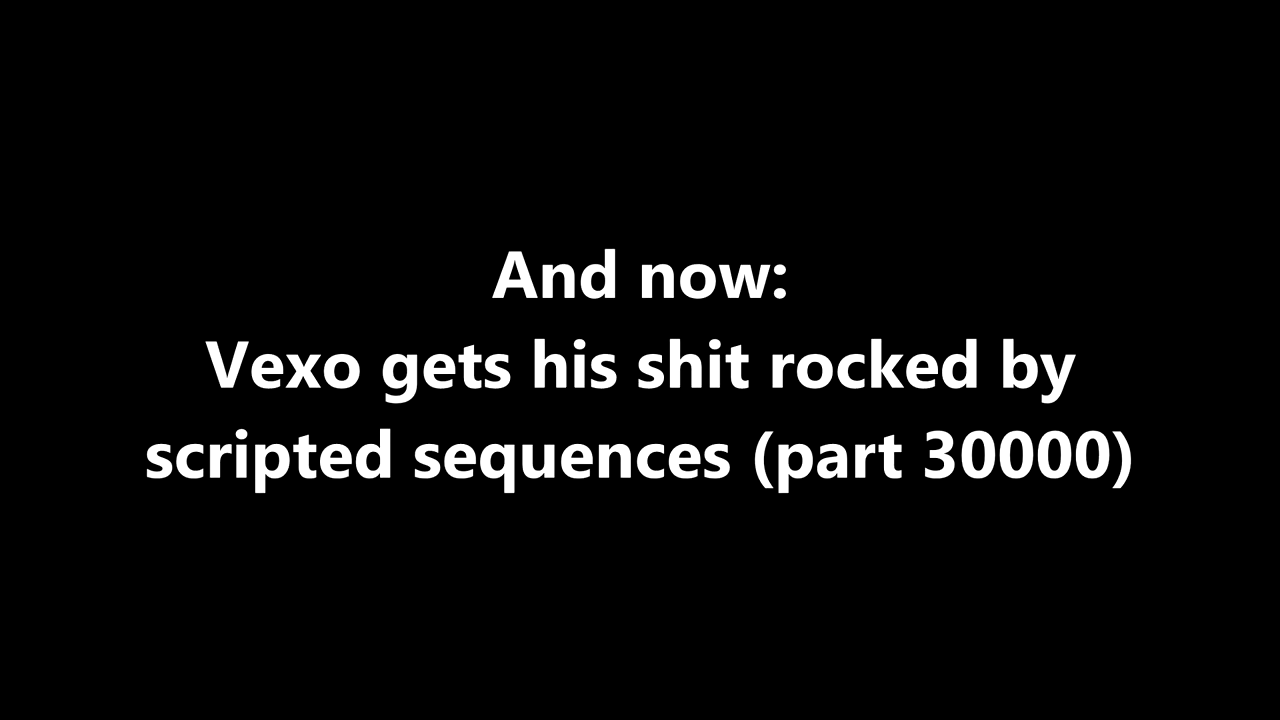 And now:
Vexo gets his shit rocked by
scripted sequences (part 30000)